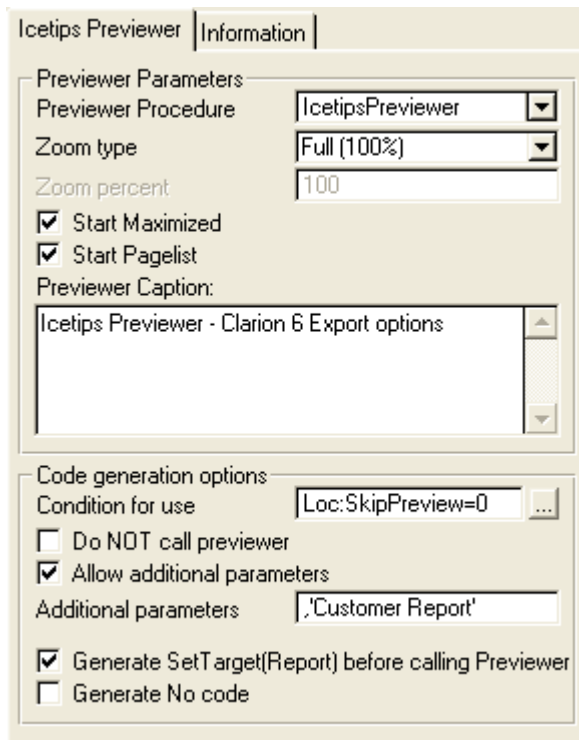 Icetips Previewer Information
Previewer Parameters
Previewer Procedure IcetipsPreviewer
Zoom type Full (100%)
Zoom percent 100
Start Maximized
Start Pagelist
Previewer Caption:
Icetips Previewer - Clarion 6 Export options
Code generation options
Condition for use Loc:SkipPreview=0 ...
Do NOT call previewer
Allow additional parameters
Additional parameters ,'Customer Report'
Generate SetTarget(Report) before calling Previewer
Generate No code